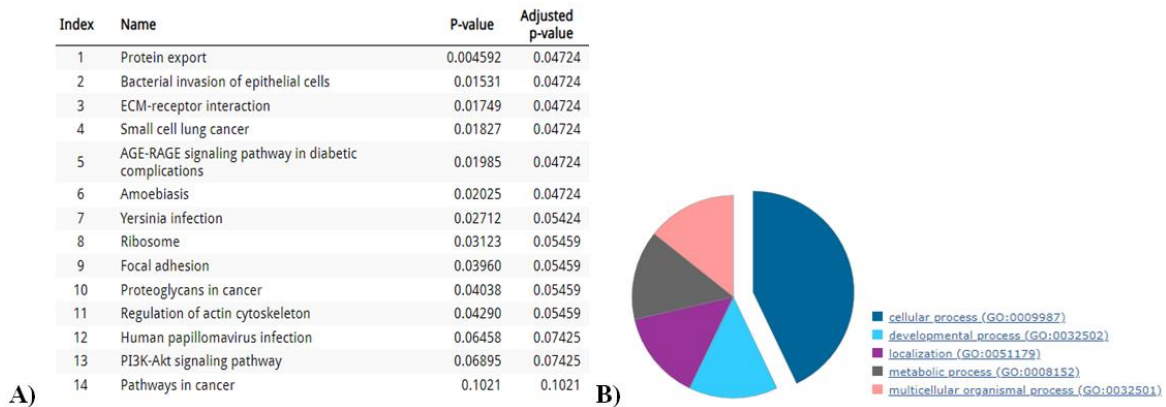 Index Name P-value Adjusted p-value
1 Protein export 0.004592 0.04724
2 Bacterial invasion of epithelial cells 0.01531 0.04724
3 ECM-receptor interaction 0.01749 0.04724
4 Small cell lung cancer 0.01827 0.04724
5 AGE-RAGE signaling pathway in diabetic complications 0.01985 0.04724
6 Amoebiasis 0.02025 0.04724
7 Yersinia infection 0.02712 0.05424
8 Ribosome 0.03123 0.05459
9 Focal adhesion 0.03960 0.05459
10 Proteoglycans in cancer 0.04038 0.05459
11 Regulation of actin cytoskeleton 0.04290 0.05459
12 Human papillomavirus infection 0.06458 0.07425
13 PI3K-Akt signaling pathway 0.06895 0.07425
14 Pathways in cancer 0.1021 0.1021
A)
cellular process (GO:0009987)
developmental process (GO:0032502)
localization (GO:0051179)
metabolic process (GO:0008152)
multicellular organismal process (GO:0032501)
B)